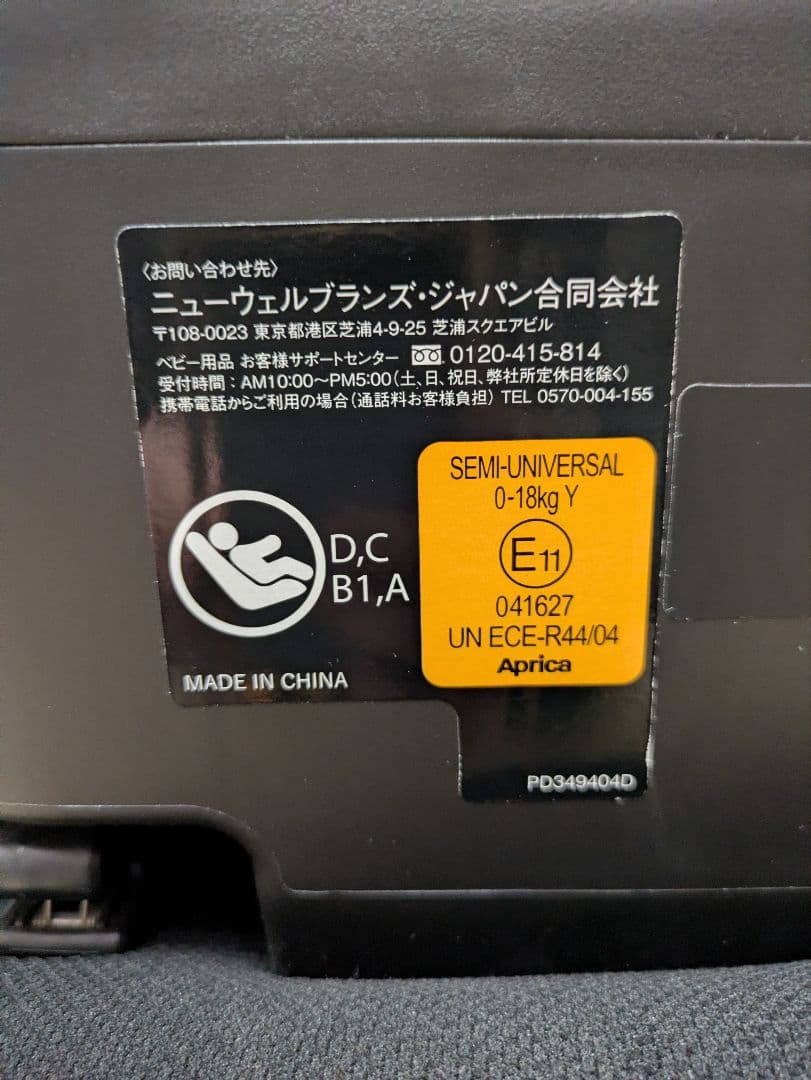 〈お問い合わせ先〉
ニューウェルブランズ・ジャパン合同会社
〒108-0023 東京都港区芝浦4-9-25 芝浦スクエアビル
ベビー用品 お客様サポートセンター 0120-415-814
受付時間：AM10:00～PM5:00（土、日、祝日、弊社所定休日を除く）
携帯電話からご利用の場合（通話料お客様負担） TEL 0570-004-155
SEMI-UNIVERSAL
0-18kg Y
E11
041627
UN ECE-R44/04
Aprica
D,C
B1,A
MADE IN CHINA
PD349404D